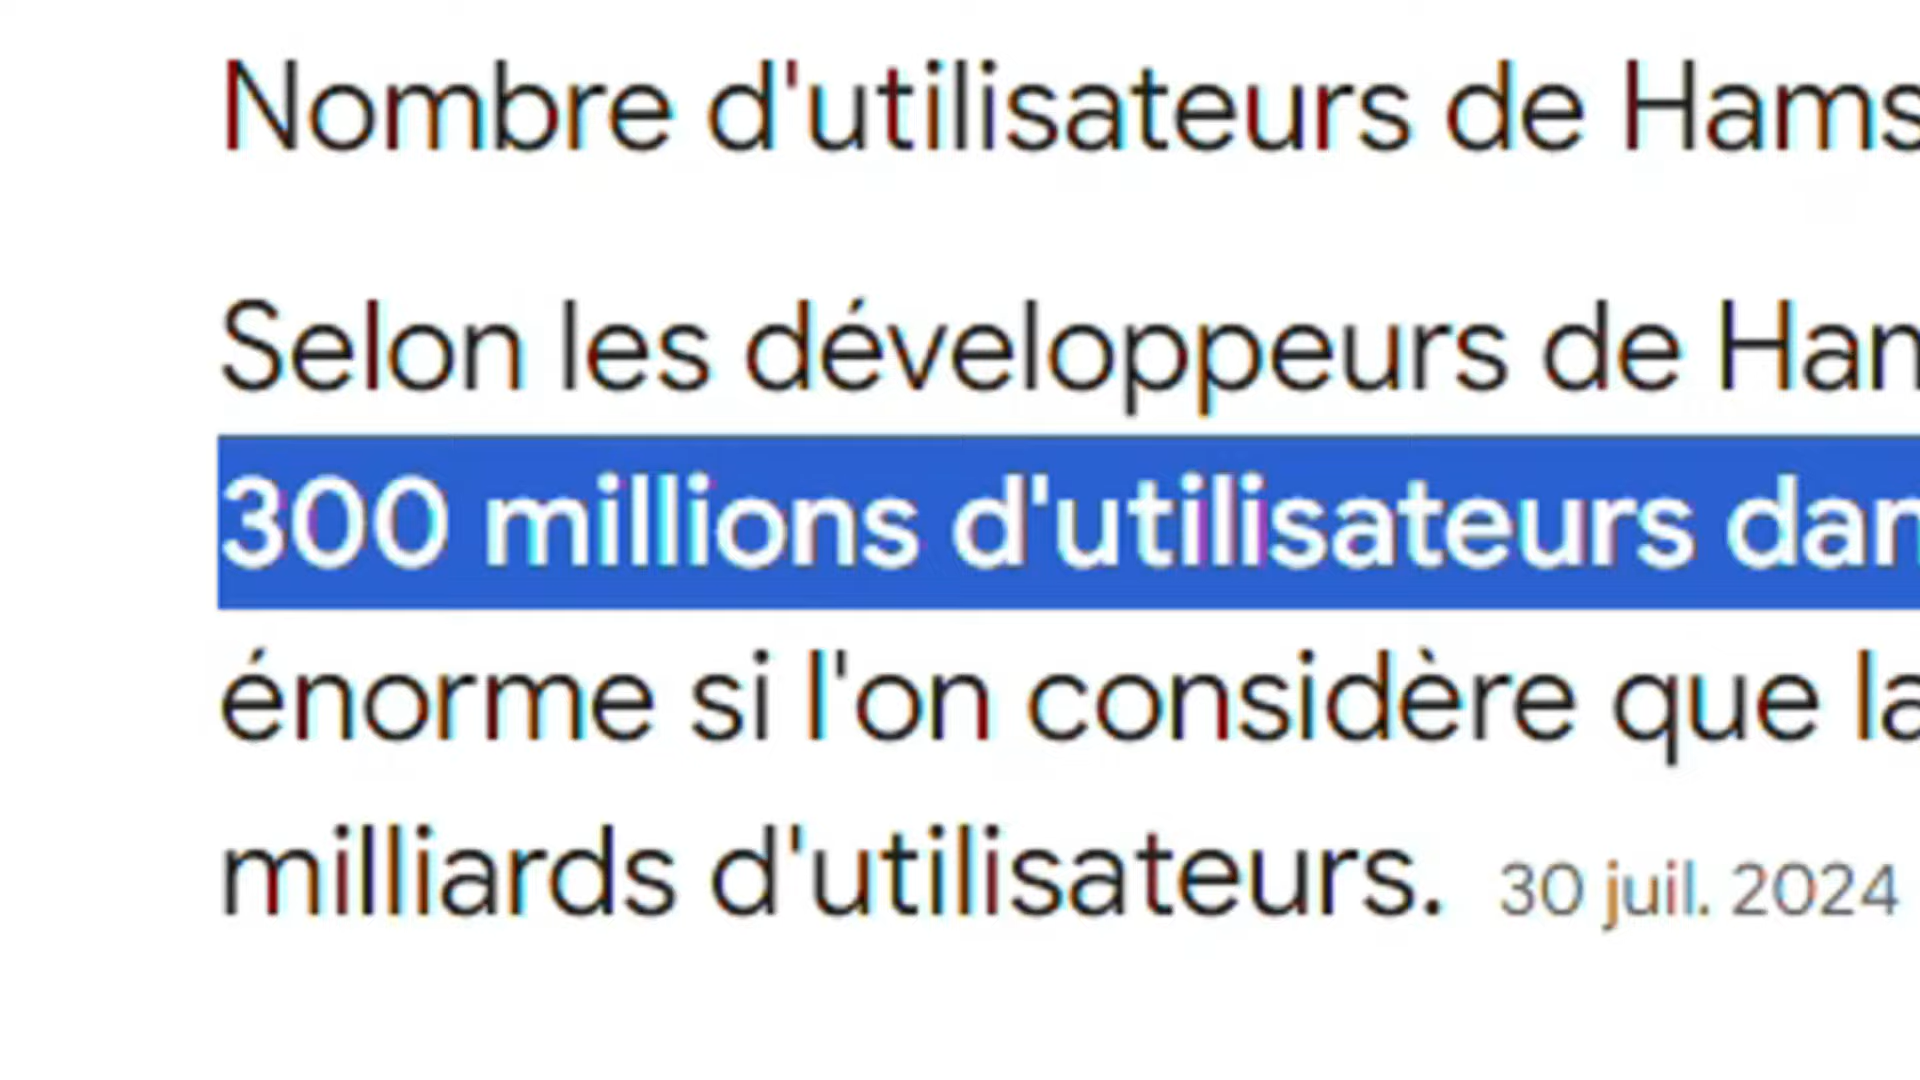 Nombre d'utilisateurs de Hams
Selon les développeurs de Ham
300 millions d'utilisateurs dan
énorme si l'on considère que la
milliards d'utilisateurs. 30 juil. 2024